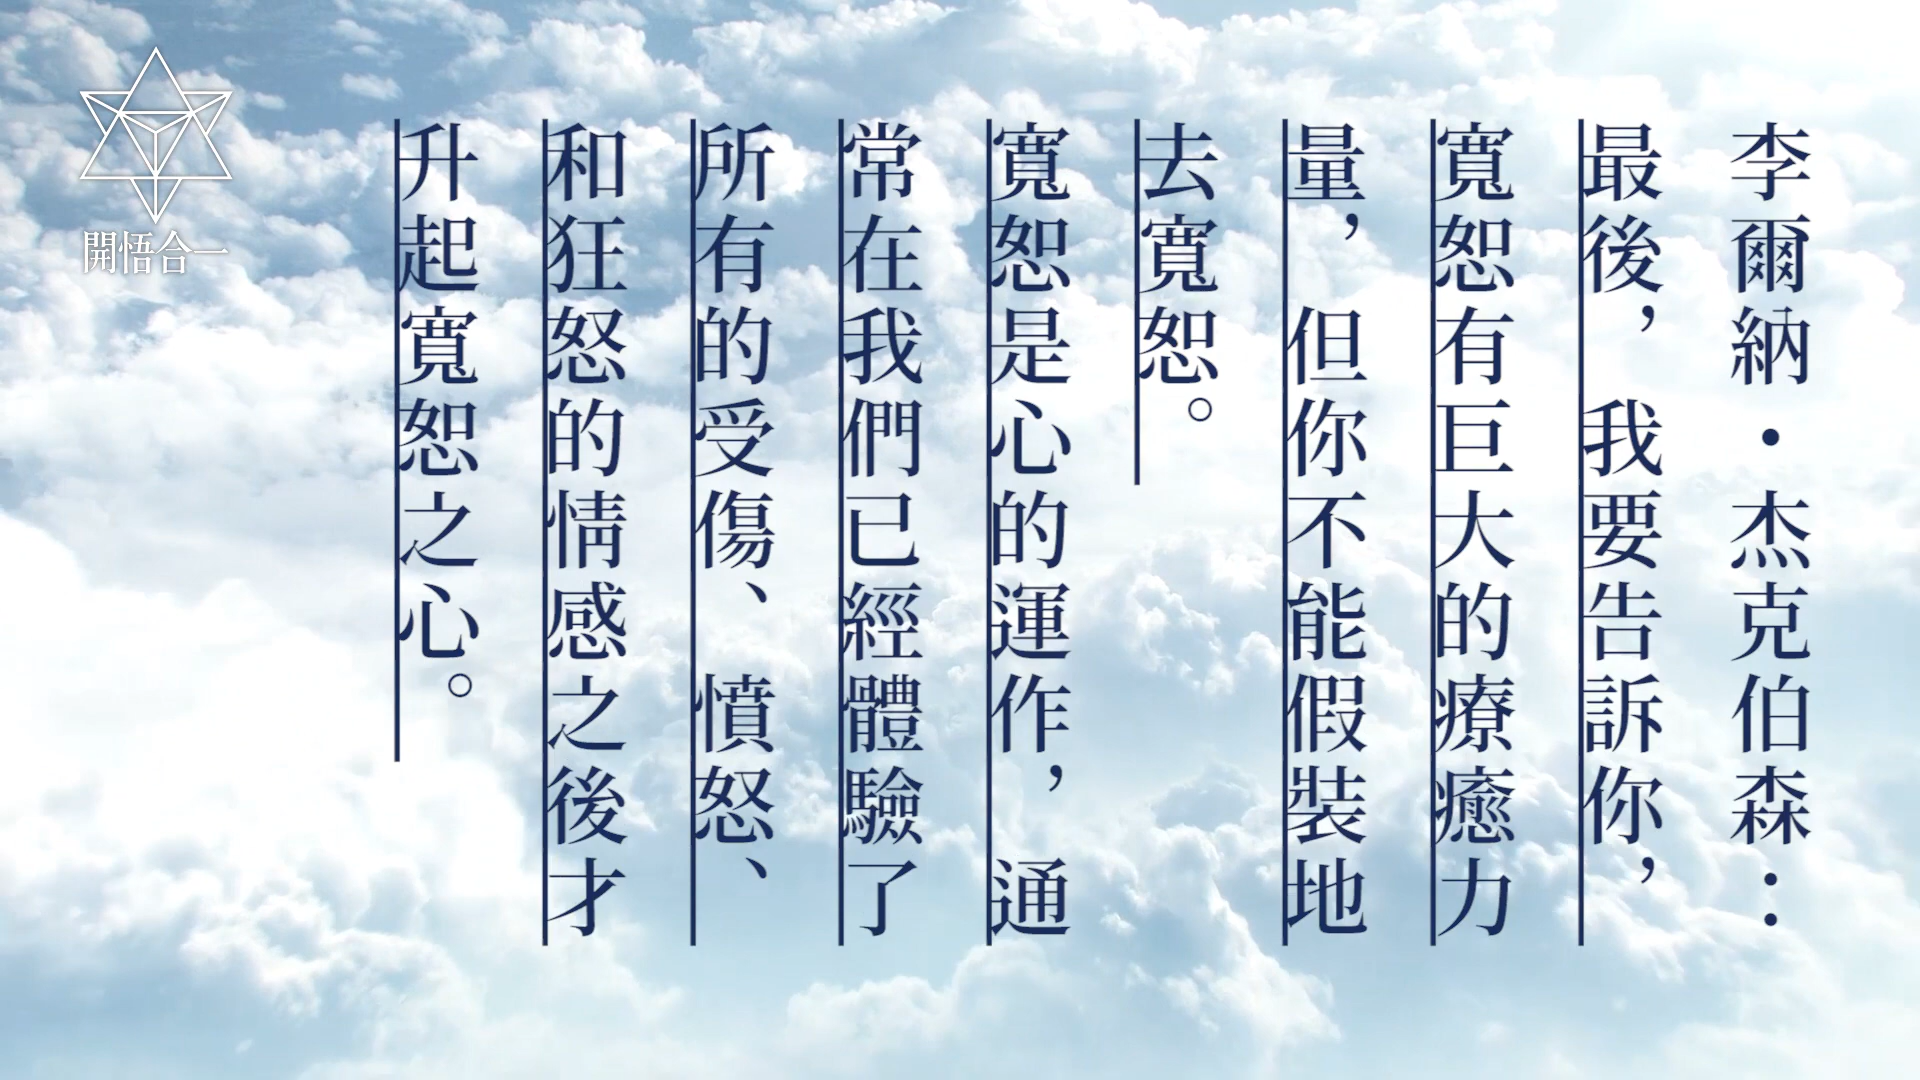 李爾納・杰克伯森：
最後，我要告訴你，
寬恕有巨大的療癒力
量，但你不能假裝地
去寬恕。
寬恕是心的運作，通
常在我們已經體驗了
所有的受傷、憤怒、
和狂怒的情感之後才
升起寬恕之心。
開悟合一